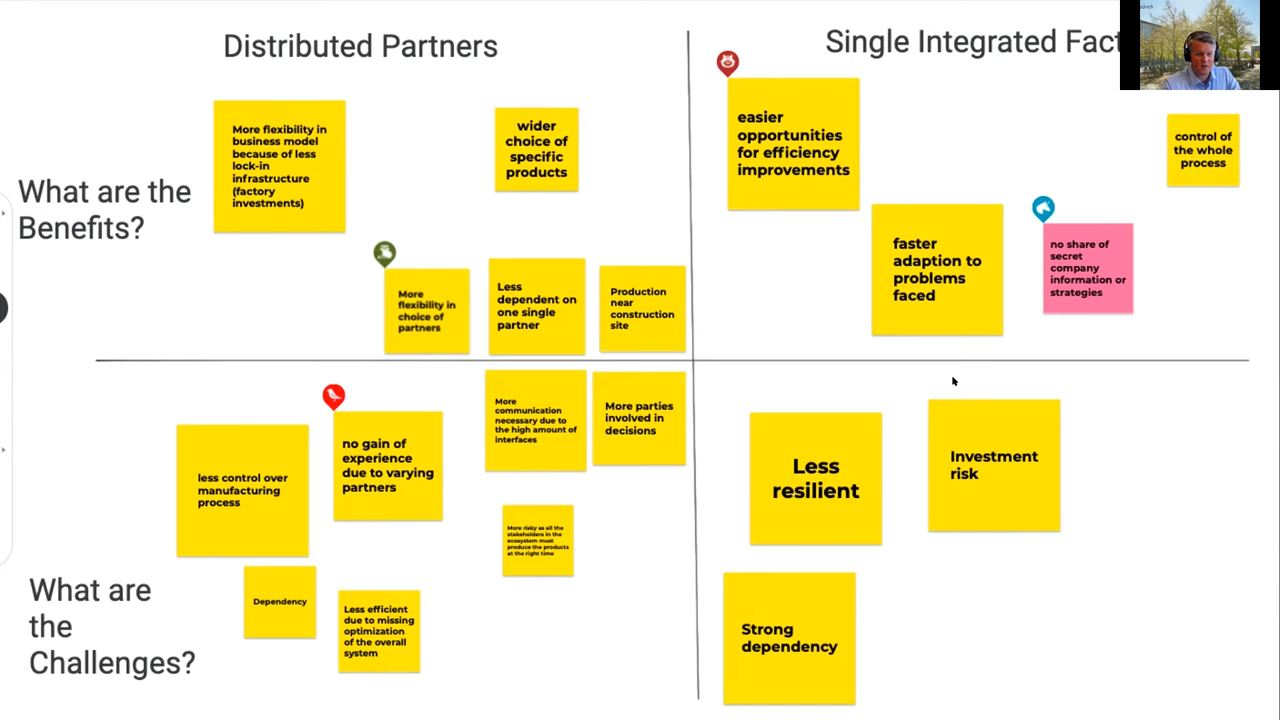 Distributed Partners
Single Integrated Fact
What are the
Benefits?
More flexibility in
business model
because of less
lock-in
infrastructure
(factory
investments)
wider
choice of
specific
products
More
flexibility in
choice of
partners
Less
dependent on
one single
partner
Production
near
construction
site
easier
opportunities
for efficiency
improvements
control of
the whole
process
faster
adaption to
problems
faced
no share of
secret
company
information or
strategies
What are
the
Challenges?
less control over
manufacturing
process
no gain of
experience
due to varying
partners
More
communication
necessary due to
the high amount of
interfaces
More parties
involved in
decisions
More risky as all the
stakeholders in the
ecosystem must
produce the products
at the right time
Dependency
Less efficient
due to missing
optimization
of the overall
system
Less
resilient
Investment
risk
Strong
dependency